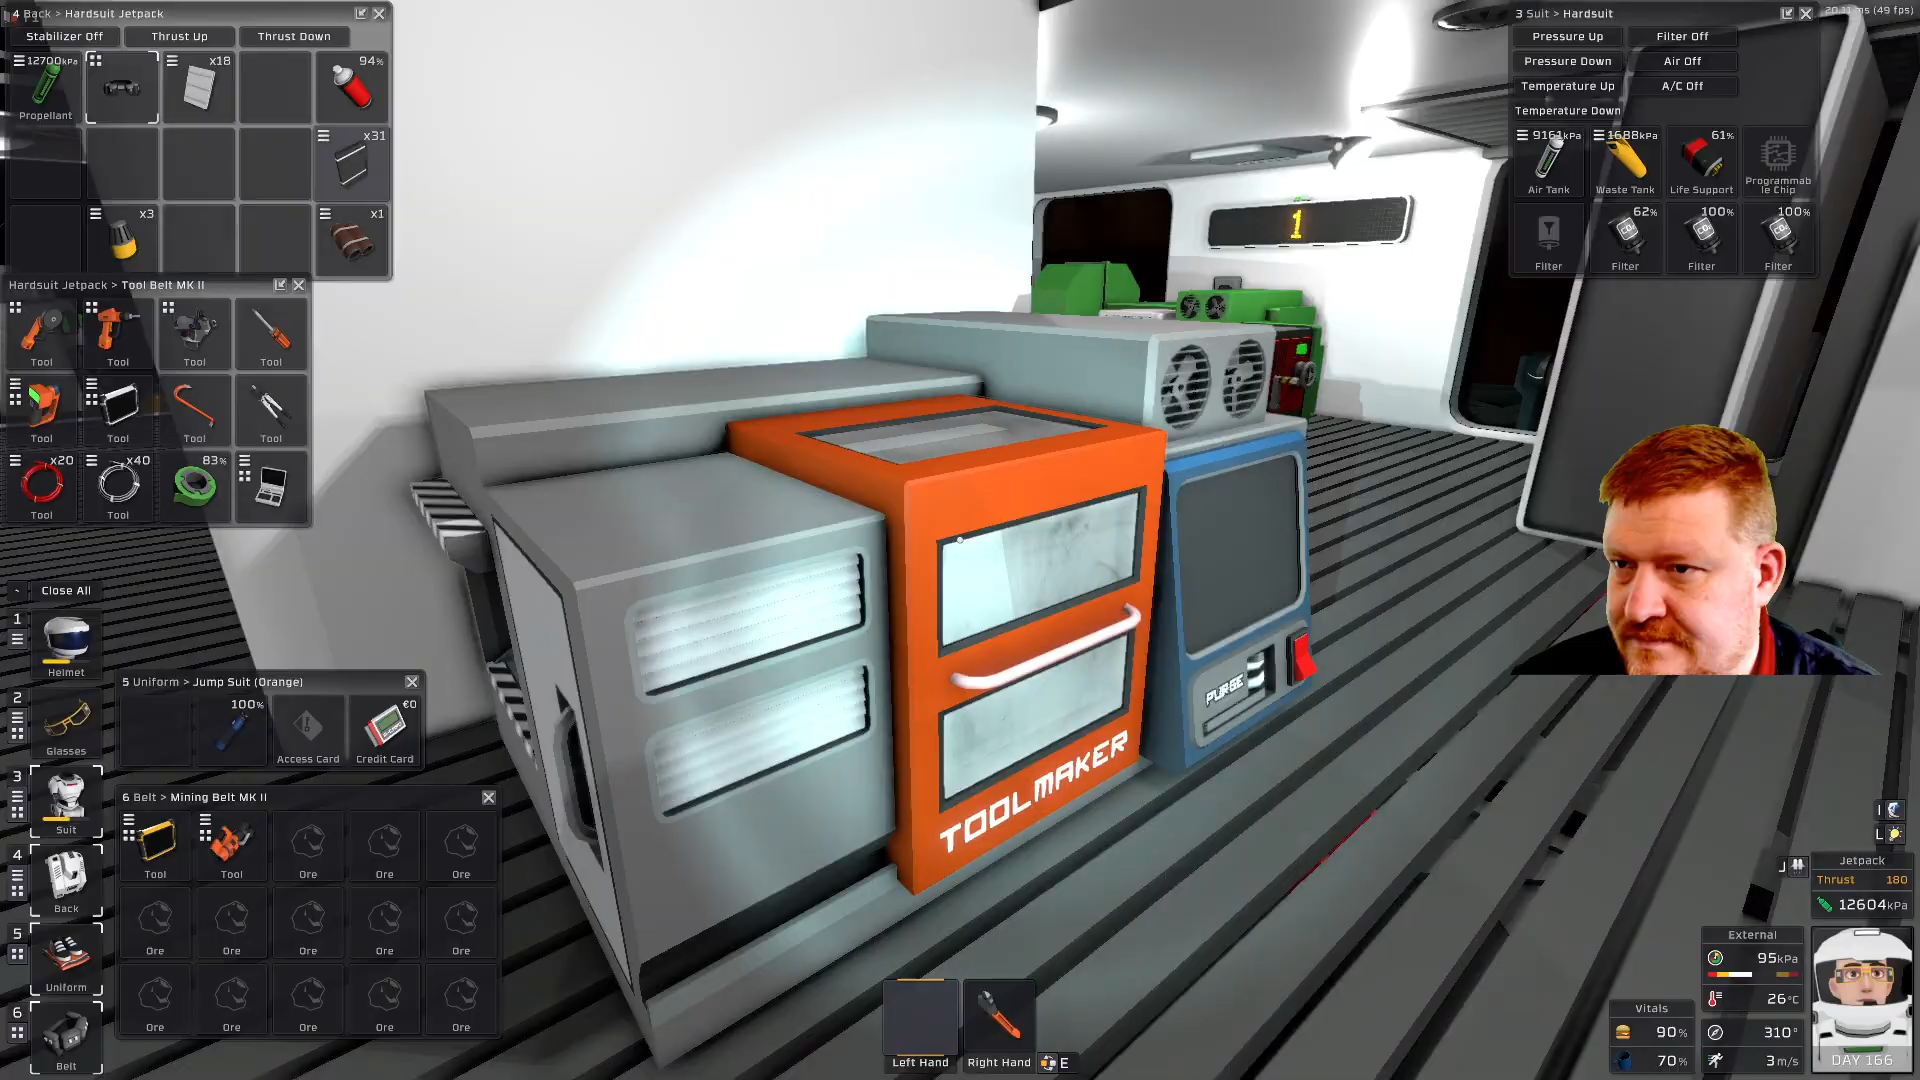 4 Back > Hardsuit Jetpack
Stabilizer Off
Thrust Up
Thrust Down
12700kPa
x18
94%
Propellant
x31
x3
x1
Hardsuit Jetpack > Tool Belt MK II
Tool
Tool
Tool
Tool
Tool
Tool
Tool
Tool
x20
x40
83%
Tool
Tool
~
Close All
1
Helmet
2
Glasses
3
Suit
4
Back
5
Uniform
6
Belt
5 Uniform > Jump Suit (Orange)
100%
€0
Access Card
Credit Card
6 Belt > Mining Belt MK II
Tool
Tool
Ore
Ore
Ore
Ore
Ore
Ore
Ore
Ore
Ore
Ore
Ore
Ore
Ore
1
PURGE
TOOLMAKER
Left Hand
Right Hand
E
3 Suit > Hardsuit
(49 fps)
Pressure Up
Filter Off
Pressure Down
Air Off
Temperature Up
A/C Off
Temperature Down
9161kPa
1688kPa
61%
Air Tank
Waste Tank
Life Support
Programmab
le Chip
62%
100%
100%
Filter
Filter
Filter
Filter
I
L
J
Jetpack
Thrust 180
12604kPa
External
95kPa
26°C
Vitals
90%
310°
70%
3m/s
DAY 166